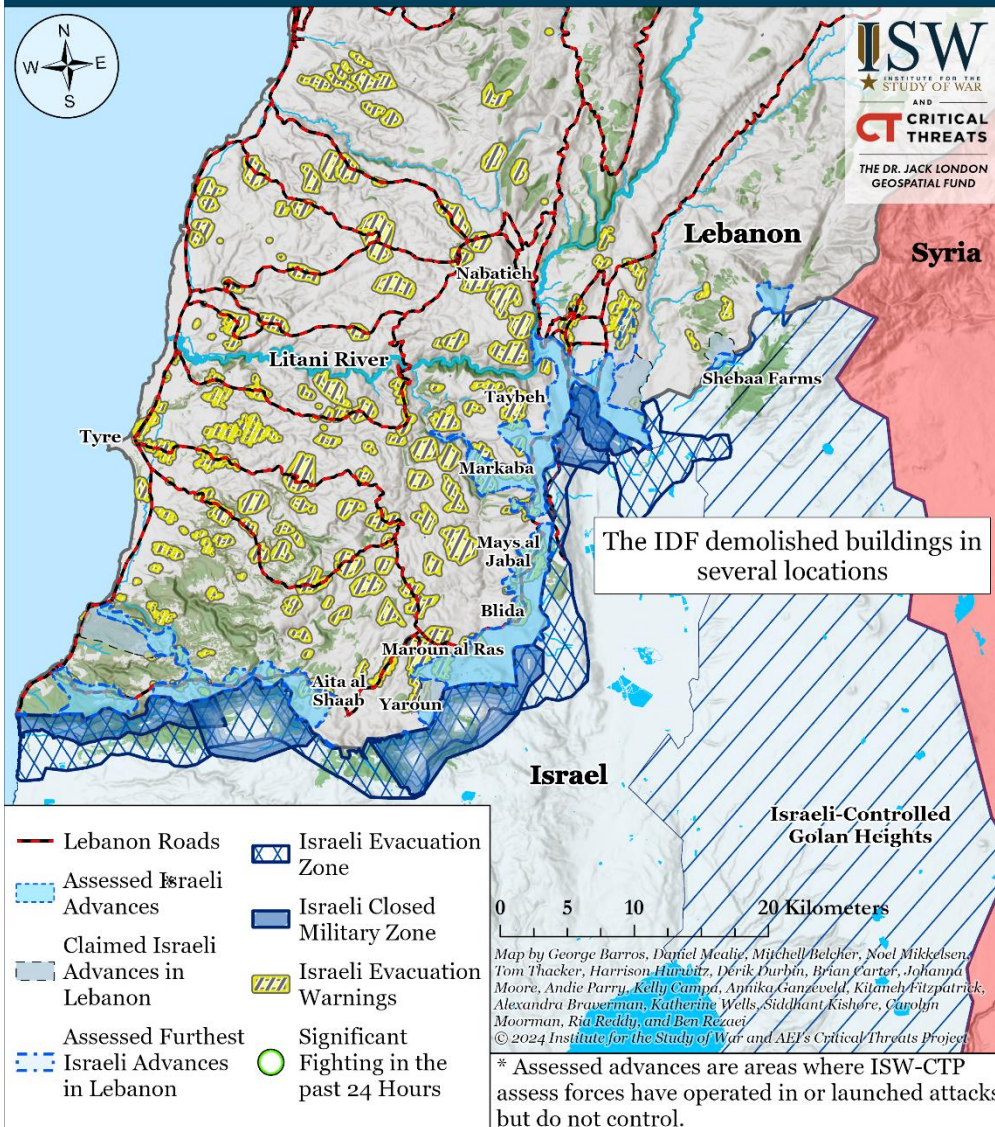 N
W
E
S
ISW
INSTITUTE FOR THE
STUDY OF WAR
AND
CT CRITICAL
THREATS
THE DR. JACK LONDON
GEOSPATIAL FUND
Lebanon
Syria
Nabatieh
Litani River
Shebaa Farms
Taybeh
Tyre
Markaba
The IDF demolished buildings in
several locations
Mays al
Jabal
Blida
Maroun al Ras
Aita al
Shaab
Yaroun
Israel
Israeli-Controlled
Golan Heights
Lebanon Roads
Assessed Israeli*
Advances
Claimed Israeli
Advances in
Lebanon
Assessed Furthest
Israeli Advances
in Lebanon
Israeli Evacuation
Zone
Israeli Closed
Military Zone
Israeli Evacuation
Warnings
Significant
Fighting in the
past 24 Hours
0 5 10 20 Kilometers
Map by George Barros, Daniel Mealie, Mitchell Belcher, Noel Mikkelsen,
Tom Thacker, Harrison Hurwitz, Derik Durbin, Brian Carter, Johanna
Moore, Andie Parry, Kelly Campa, Annika Ganzeveld, Kitaneh Fitzpatrick,
Alexandra Braverman, Katherine Wells, Siddhant Kishore, Carolyn
Moorman, Ria Reddy, and Ben Rezaei
© 2024 Institute for the Study of War and AEI's Critical Threats Project
* Assessed advances are areas where ISW-CTP
assess forces have operated in or launched attacks
but do not control.